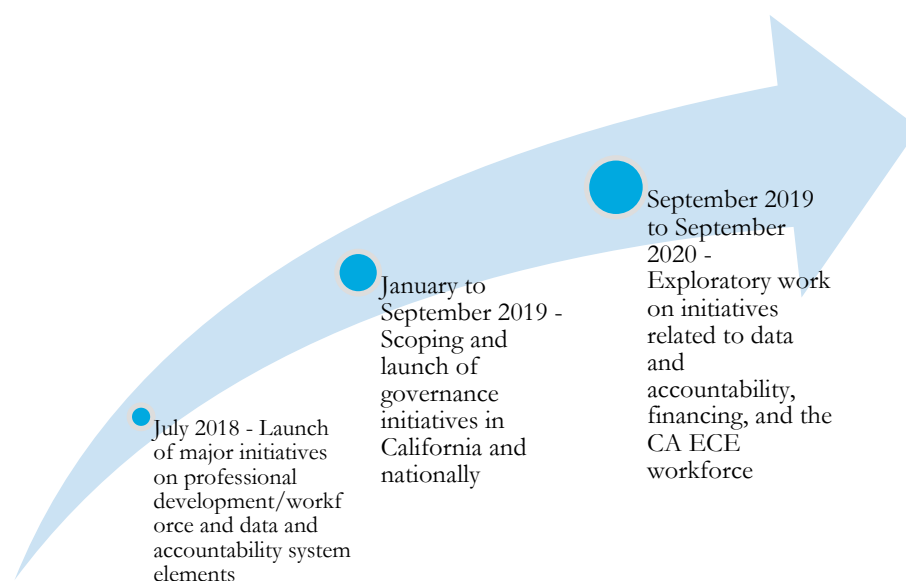 July 2018 - Launch
of major initiatives
on professional
development/workf
orce and data and
accountability system
elements
January to
September 2019 -
Scoping and
launch of
governance
initiatives in
California and
nationally
September 2019
to September
2020 -
Exploratory work
on initiatives
related to data
and
accountability,
financing, and the
CA ECE
workforce